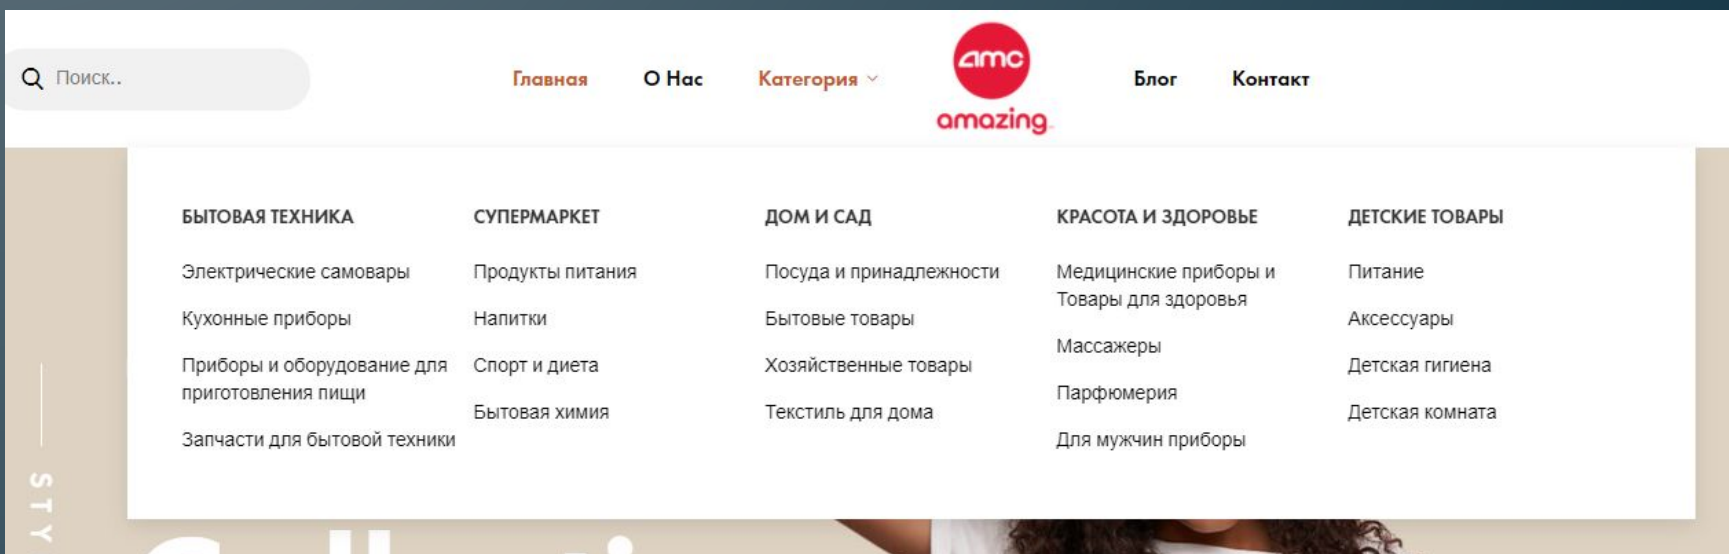 Поиск..
Главная
О Нас
Категория
amc
amazing
Блог
Контакт
БЫТОВАЯ ТЕХНИКА
Электрические самовары
Кухонные приборы
Приборы и оборудование для
приготовления пищи
Запчасти для бытовой техники
СУПЕРМАРКЕТ
Продукты питания
Напитки
Спорт и диета
Бытовая химия
ДОМ И САД
Посуда и принадлежности
Бытовые товары
Хозяйственные товары
Текстиль для дома
КРАСОТА И ЗДОРОВЬЕ
Медицинские приборы и
Товары для здоровья
Массажеры
Парфюмерия
Для мужчин приборы
ДЕТСКИЕ ТОВАРЫ
Питание
Аксессуары
Детская гигиена
Детская комната
STY